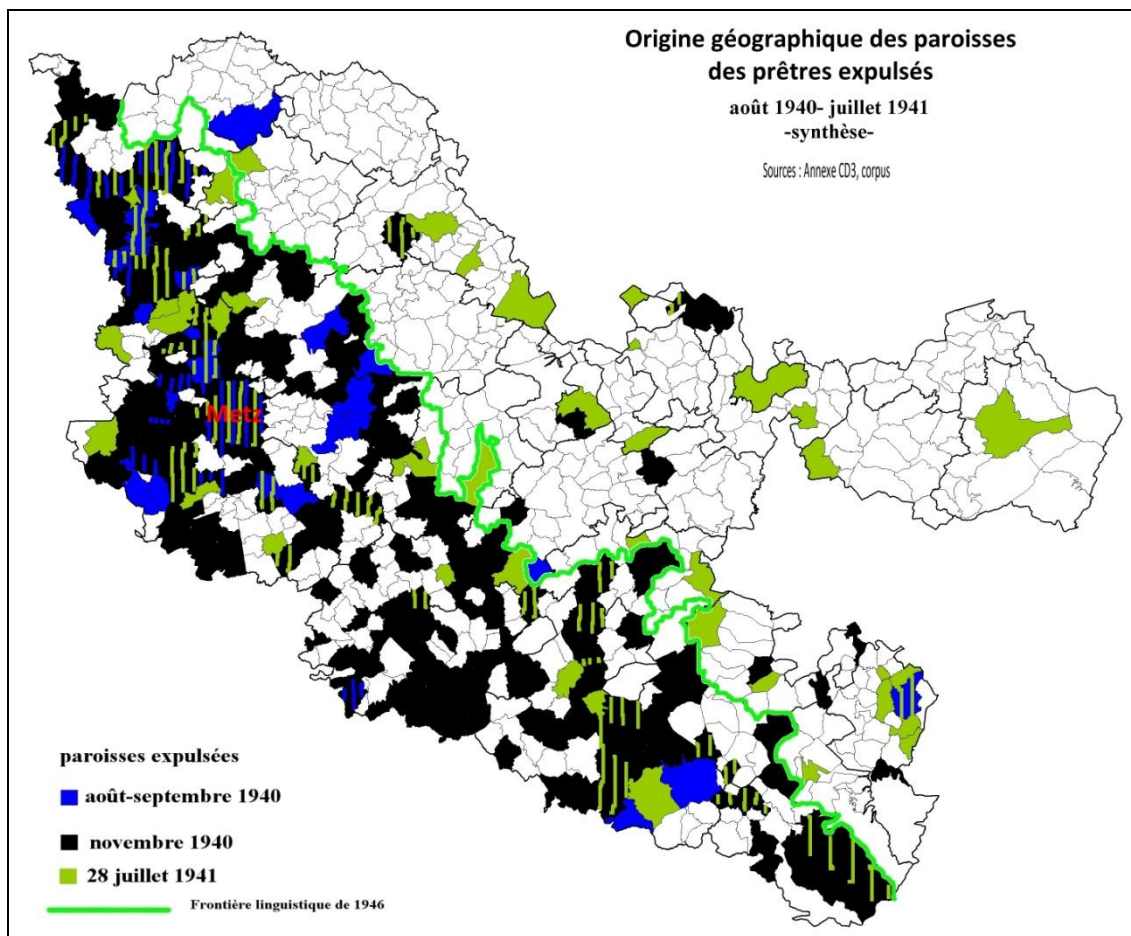 Origine géographique des paroisses
des prêtres expulsés
août 1940- juillet 1941
-synthèse-
Sources : Annexe CD3, corpus
Metz
paroisses expulsées
août-septembre 1940
novembre 1940
28 juillet 1941
Frontière linguistique de 1946